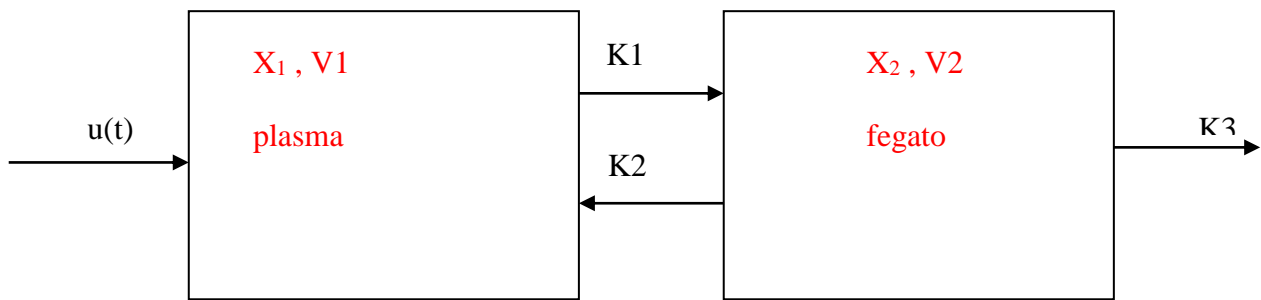 X₁ , V1
plasma
u(t)
K1
K2
X₂ , V2
fegato
K3